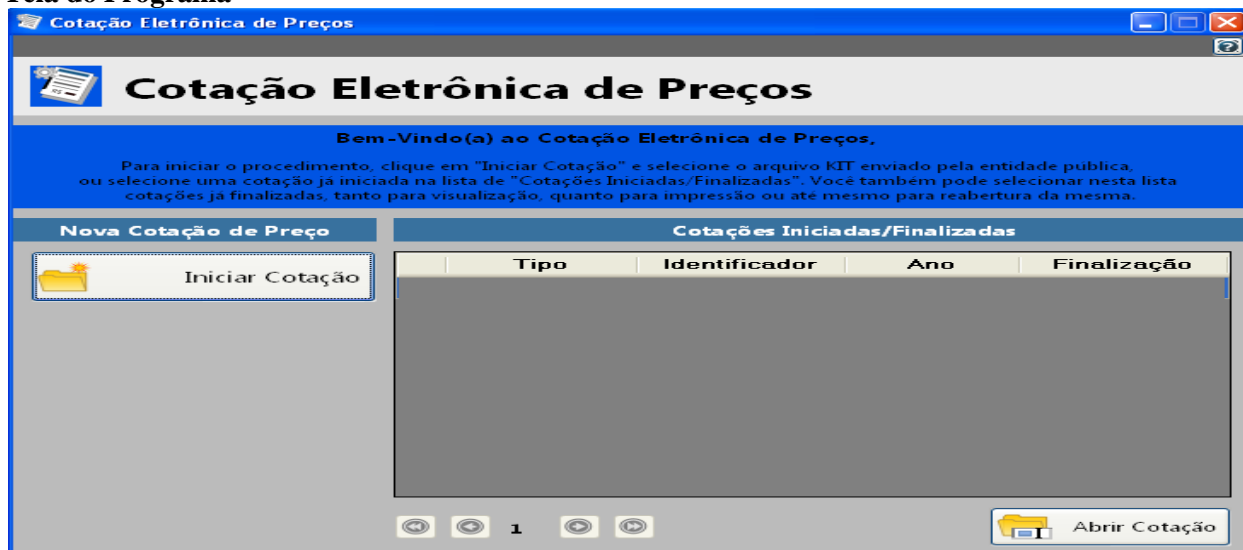 Tela do Programa
Cotação Eletrônica de Preços
Cotação Eletrônica de Preços
Bem-Vindo(a) ao Cotação Eletrônica de Preços,
Para iniciar o procedimento, clique em "Iniciar Cotação" e selecione o arquivo KIT enviado pela entidade pública,
ou selecione uma cotação já iniciada na lista de "Cotações Iniciadas/Finalizadas". Você também pode selecionar nesta lista
cotações já finalizadas, tanto para visualização, quanto para impressão ou até mesmo para reabertura da mesma.
Nova Cotação de Preço
Cotações Iniciadas/Finalizadas
Iniciar Cotação
Tipo Identificador Ano Finalização
1
Abrir Cotação